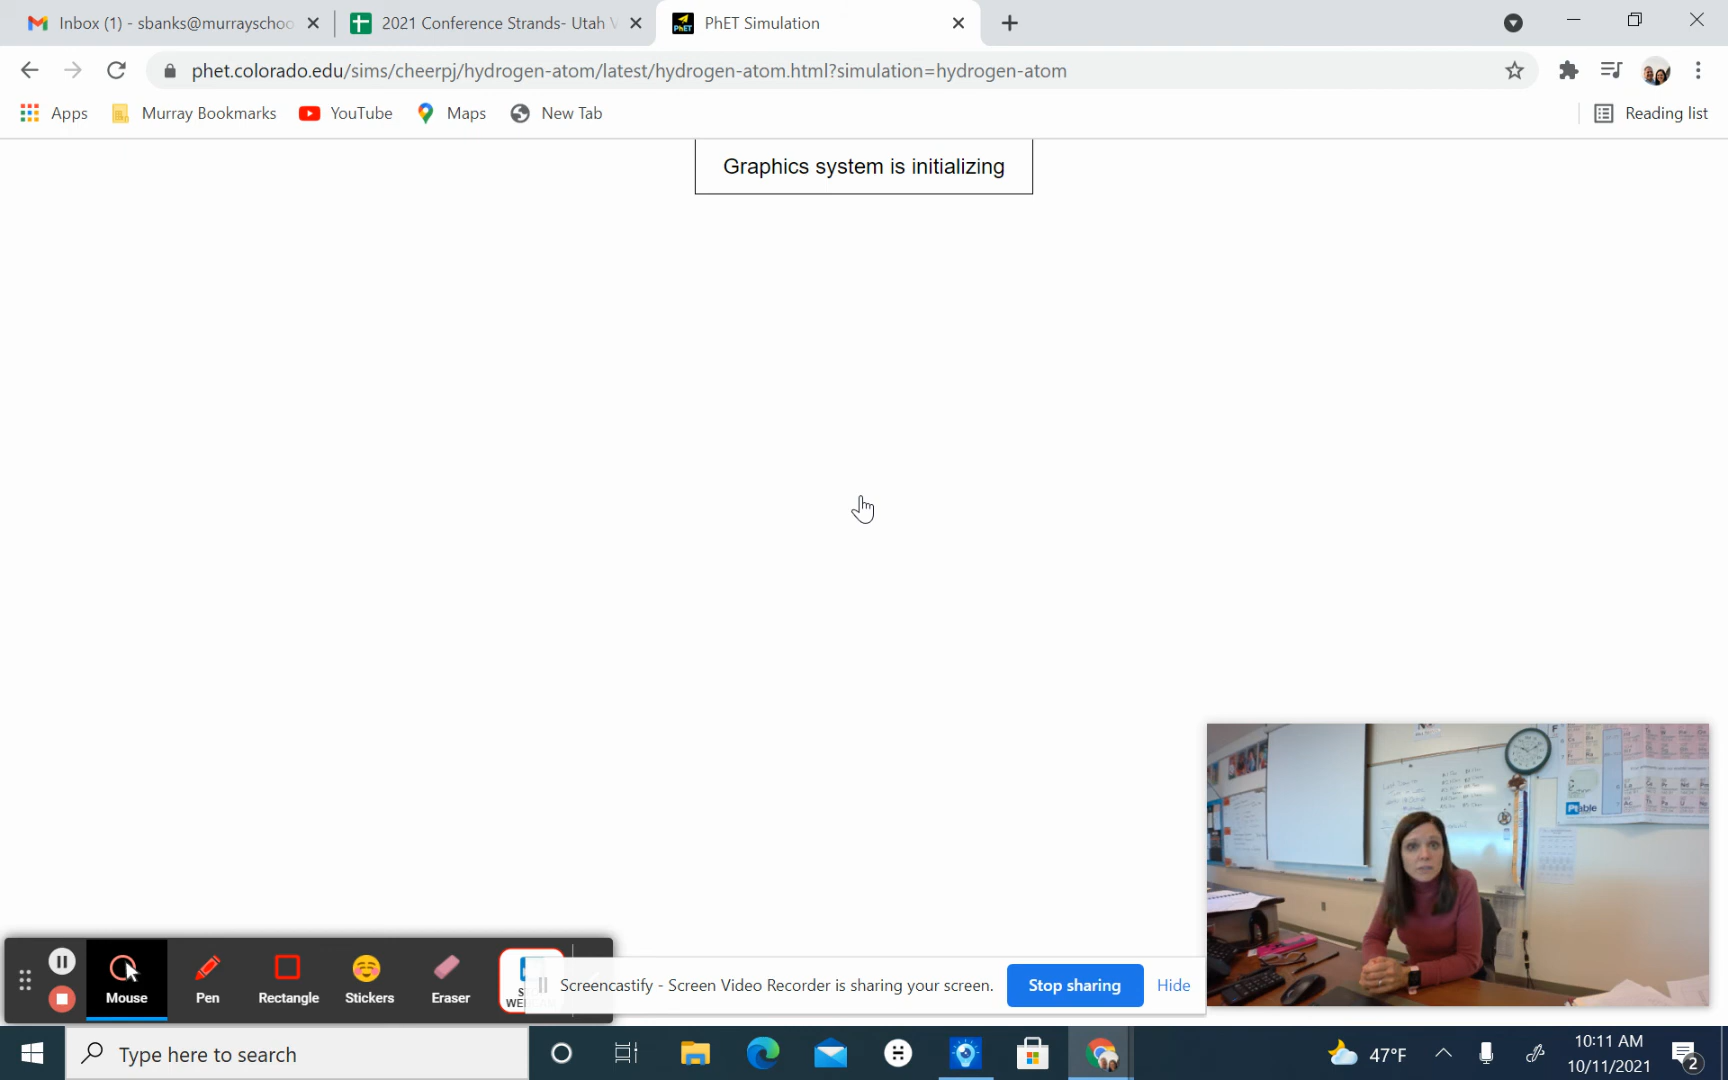 Inbox (1) - sbanks@murrayschoo
2021 Conference Strands- Utah V
PhET Simulation
phet.colorado.edu/sims/cheerpj/hydrogen-atom/latest/hydrogen-atom.html?simulation=hydrogen-atom
Apps
Murray Bookmarks
YouTube
Maps
New Tab
Reading list
Graphics system is initializing
Ptable
Mouse
Pen
Rectangle
Stickers
Eraser
Screencastify - Screen Video Recorder is sharing your screen.
Stop sharing
Hide
Type here to search
47°F
10:11 AM
10/11/2021
2